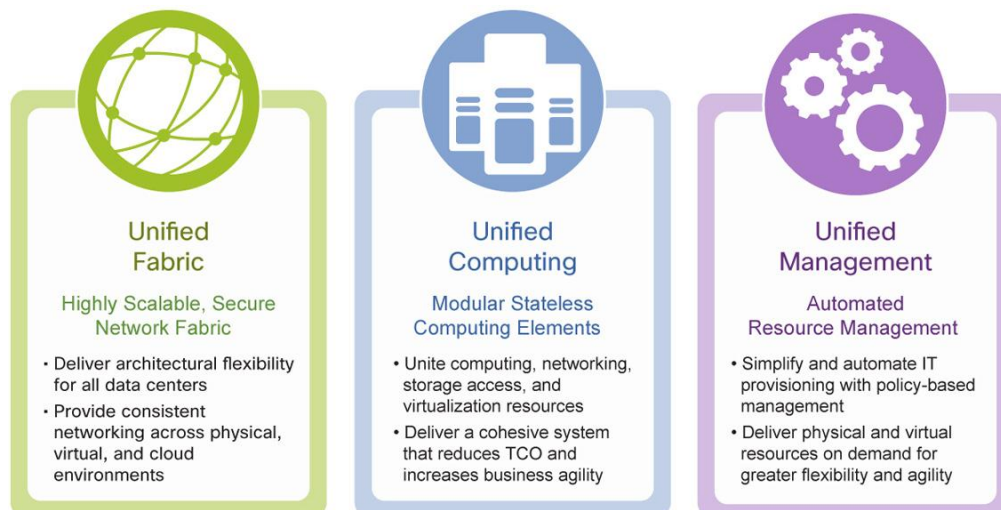 Unified
Fabric
Highly Scalable, Secure
Network Fabric
• Deliver architectural flexibility
for all data centers
• Provide consistent
networking across physical,
virtual, and cloud
environments
Unified
Computing
Modular Stateless
Computing Elements
• Unite computing, networking,
storage access, and
virtualization resources
• Deliver a cohesive system
that reduces TCO and
increases business agility
Unified
Management
Automated
Resource Management
• Simplify and automate IT
provisioning with policy-based
management
• Deliver physical and virtual
resources on demand for
greater flexibility and agility